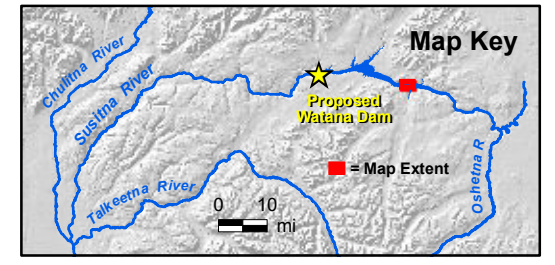 Map Key
Chulitna River
Susitna River
Proposed
Watana Dam
= Map Extent
Talkeetna River
Oshetna R
0 10
mi